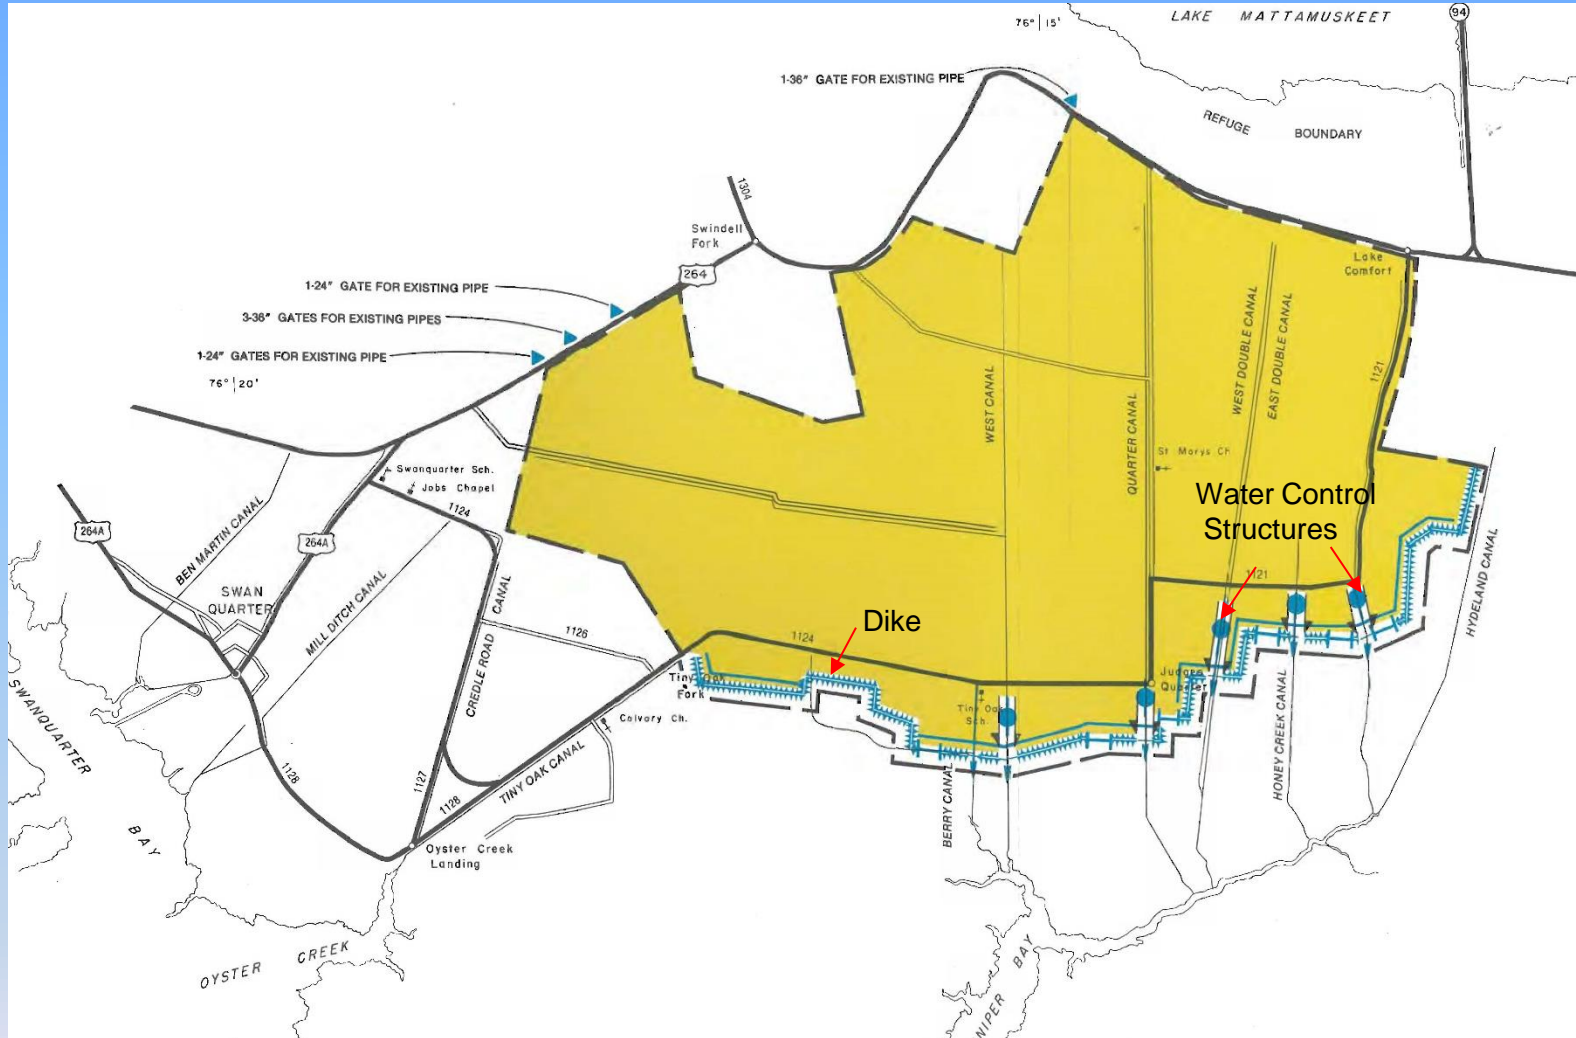 76° 15'
LAKE MATTAMUSKEET
94
1-36" GATE FOR EXISTING PIPE
REFUGE BOUNDARY
1304
Swindell
Fork
264
Lake
Comfort
1-24" GATE FOR EXISTING PIPE
3-36" GATES FOR EXISTING PIPES
1-24" GATES FOR EXISTING PIPE
76° 20'
WEST CANAL
QUARTER CANAL
WEST DOUBLE CANAL
EAST DOUBLE CANAL
1121
St Marys Ch
Swanquarter Sch.
Jobs Chapel
1124
264A
264A
BEN MARTIN CANAL
MILL DITCH CANAL
SWAN
QUARTER
CREDLE ROAD CANAL
1126
Water Control
Structures
1121
HYDELAND CANAL
Dike
1124
Tiny Oak
Fork
Calvary Ch.
Tiny Oak
Sch.
Judges
Quarter
SWANQUARTER
BAY
1128
1127
1128
TINY OAK CANAL
BERRY CANAL
HONEY CREEK CANAL
Oyster Creek
Landing
OYSTER CREEK
NIPER BAY